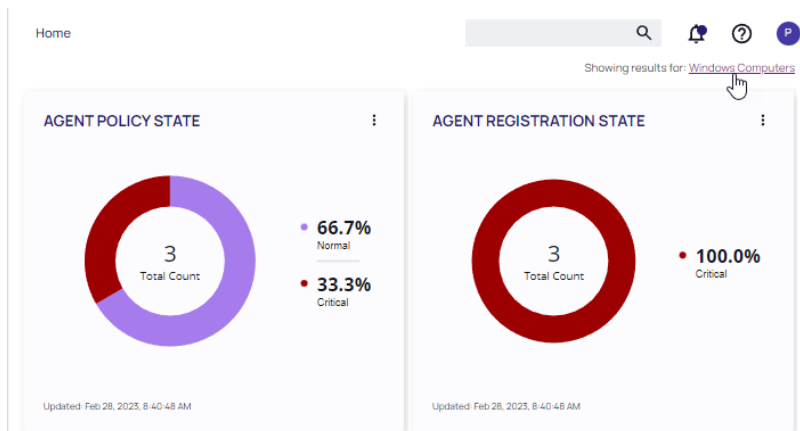 Home
P
Showing results for: Windows Computers
AGENT POLICY STATE
3
Total Count
66.7%
Normal
33.3%
Critical
Updated: Feb 28, 2023, 8:40:48 AM
AGENT REGISTRATION STATE
3
Total Count
100.0%
Critical
Updated: Feb 28, 2023, 8:40:48 AM